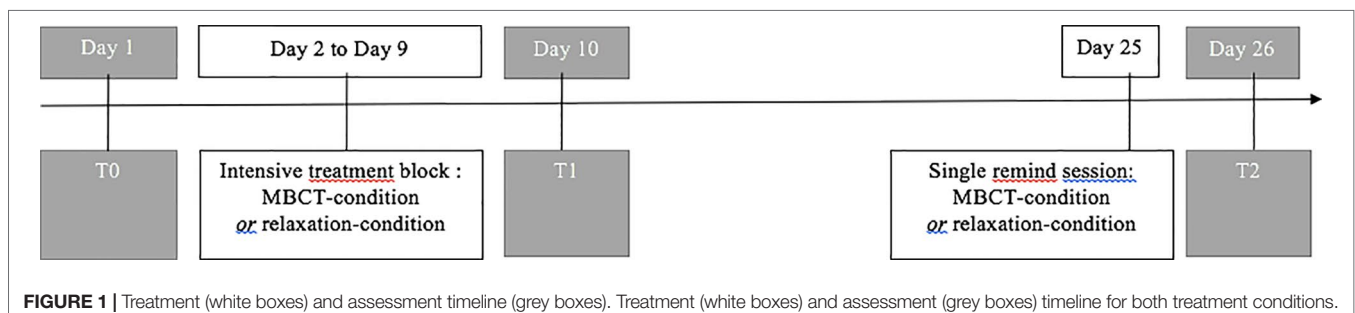 Day 1
Day 2 to Day 9
Day 10
Day 25
Day 26
T0
Intensive treatment block :
MBCT-condition
or relaxation-condition
T1
Single remind session:
MBCT-condition
or relaxation-condition
T2
FIGURE 1 | Treatment (white boxes) and assessment timeline (grey boxes). Treatment (white boxes) and assessment (grey boxes) timeline for both treatment conditions.